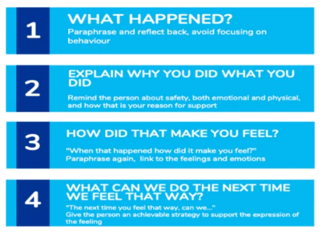 1
WHAT HAPPENED?
Paraphrase and reflect back, avoid focusing on
behaviour
2
EXPLAIN WHY YOU DID WHAT YOU
DID
Remind the person about safety, both emotional and physical,
and how that is your reason for support
3
HOW DID THAT MAKE YOU FEEL?
"When that happened how did it make you feel?"
Paraphrase again, link to the feelings and emotions
4
WHAT CAN WE DO THE NEXT TIME
WE FEEL THAT WAY?
"The next time you feel that way, can we..."
Give the person an achievable strategy to support the expression of
the feeling